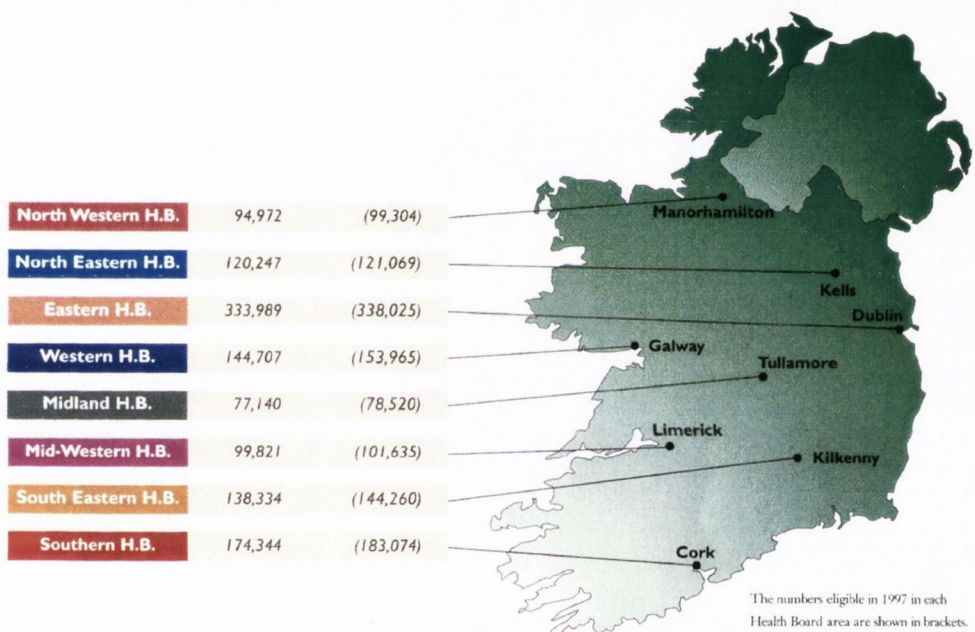 North Western H.B. 94,972 (99,304)
Manorhamilton
North Eastern H.B. 120,247 (121,069)
Kells
Eastern H.B. 333,989 (338,025)
Dublin
Western H.B. 144,707 (153,965)
Galway
Tullamore
Midland H.B. 77,140 (78,520)
Limerick
Mid-Western H.B. 99,821 (101,635)
Kilkenny
South Eastern H.B. 138,334 (144,260)
Southern H.B. 174,344 (183,074)
Cork
The numbers eligible in 1997 in each
Health Board area are shown in brackets.